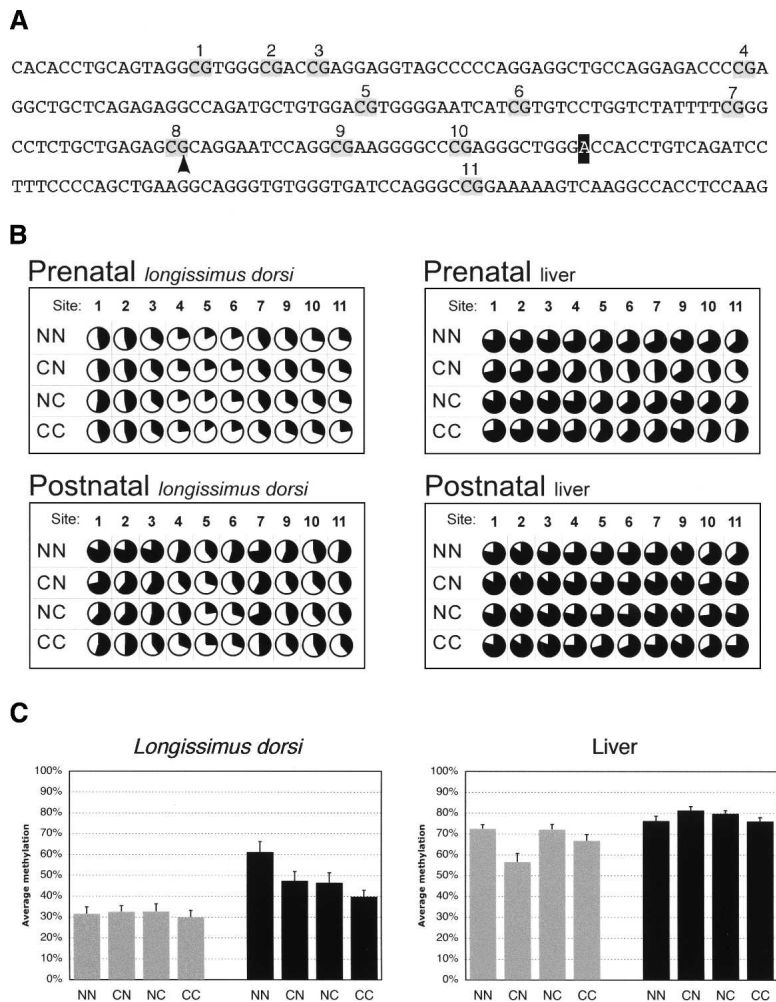 A
1 2 3 4
CACACCTGCAGTAGGCGTGGGCGACCGAGGAGGTAGCCCCCAGGAGGCTGCCAGGAGACCCCGA
5 6 7
GGCTGCTCAGAGAGGCCAGATGCTGTGGACGTGGGGAATCATCGTGTCCTGGTCTATTTTCGGG
8 9 10
CCTCTGCTGAGAGCGCAGGAATCCAGGCGAAGGGGCCCGAGGGCTGGGACCACCTGTCAGATCC
11
TTTCCCCAGCTGAAGGCAGGGTGTGGGTGATCCAGGGCCGGAAAAAGTCAAGGCCACCTCCAAG
B
Prenatal longissimus dorsi
Site: 1 2 3 4 5 6 7 9 10 11
NN
CN
NC
CC
Prenatal liver
Site: 1 2 3 4 5 6 7 9 10 11
NN
CN
NC
CC
Postnatal longissimus dorsi
Site: 1 2 3 4 5 6 7 9 10 11
NN
CN
NC
CC
Postnatal liver
Site: 1 2 3 4 5 6 7 9 10 11
NN
CN
NC
CC
C
Longissimus dorsi
Average methylation
100%
90%
80%
70%
60%
50%
40%
30%
20%
10%
0%
NN CN NC CC NN CN NC CC
Liver
Average methylation
100%
90%
80%
70%
60%
50%
40%
30%
20%
10%
0%
NN CN NC CC NN CN NC CC